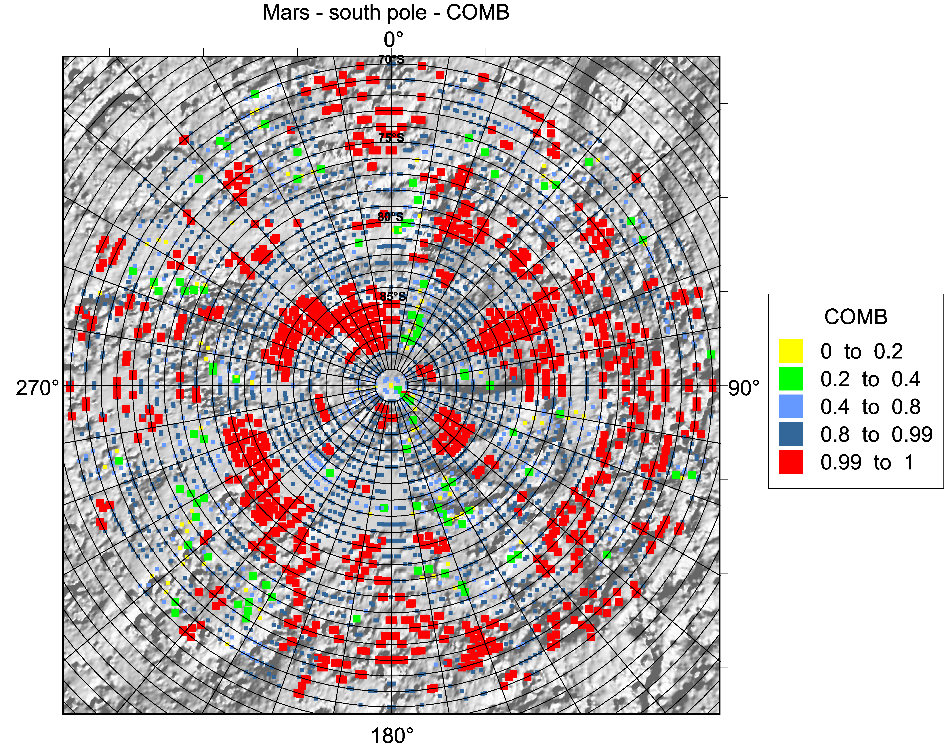 Mars - south pole - COMB
0°
70°S
75°S
80°S
85°S
270°
90°
180°
COMB
0 to 0.2
0.2 to 0.4
0.4 to 0.8
0.8 to 0.99
0.99 to 1